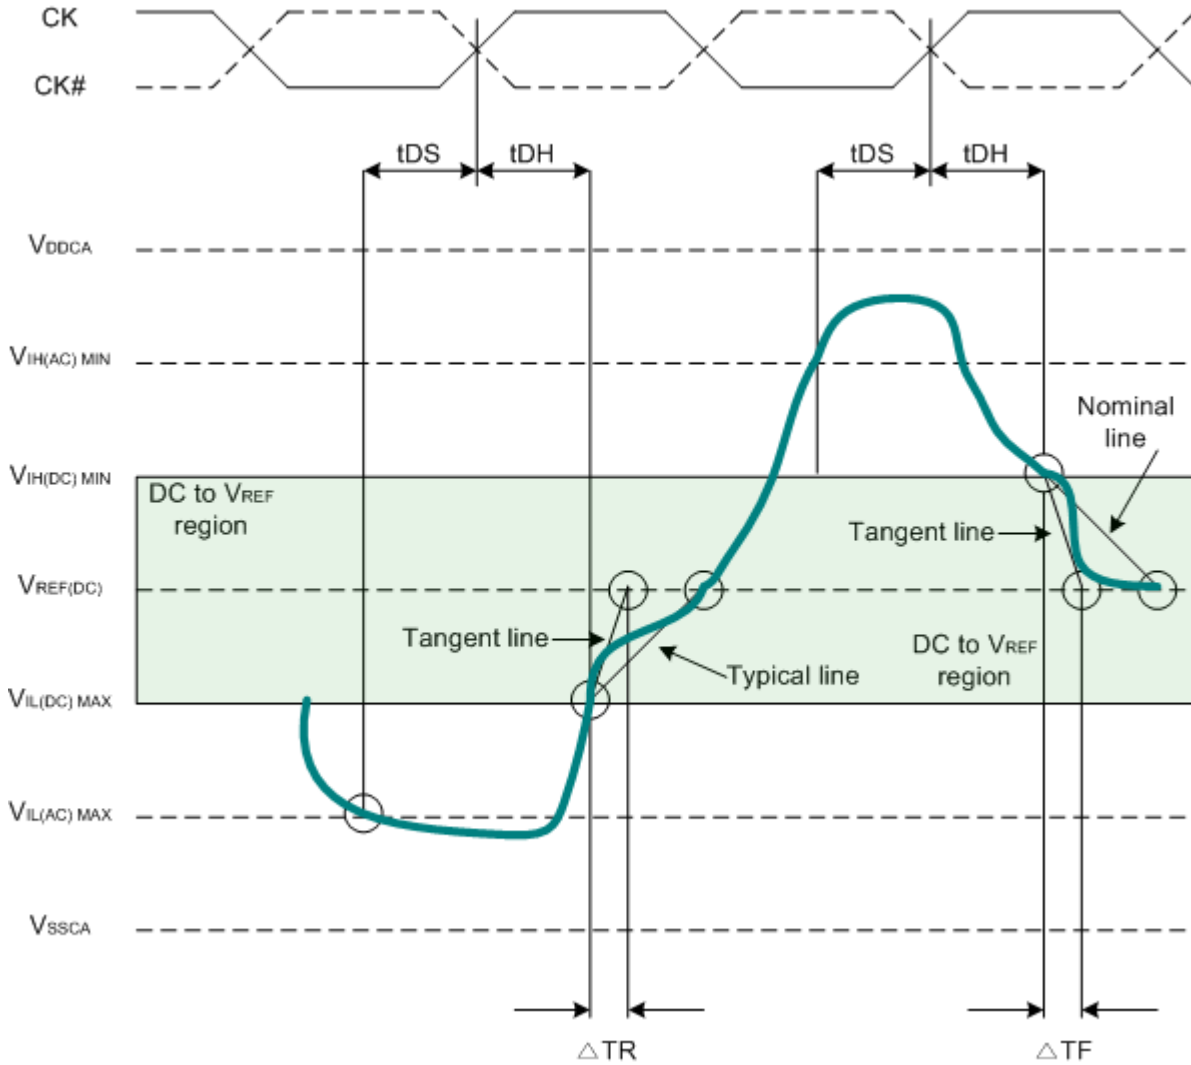 CK
CK#
tDS
tDH
tDS
tDH
VDDCA
VIH(AC) MIN
Nominal
line
VIH(DC) MIN
DC to VREF
region
Tangent line
VREF(DC)
Tangent line
DC to VREF
region
Typical line
VIL(DC) MAX
VIL(AC) MAX
VSSCA
△TR
△TF